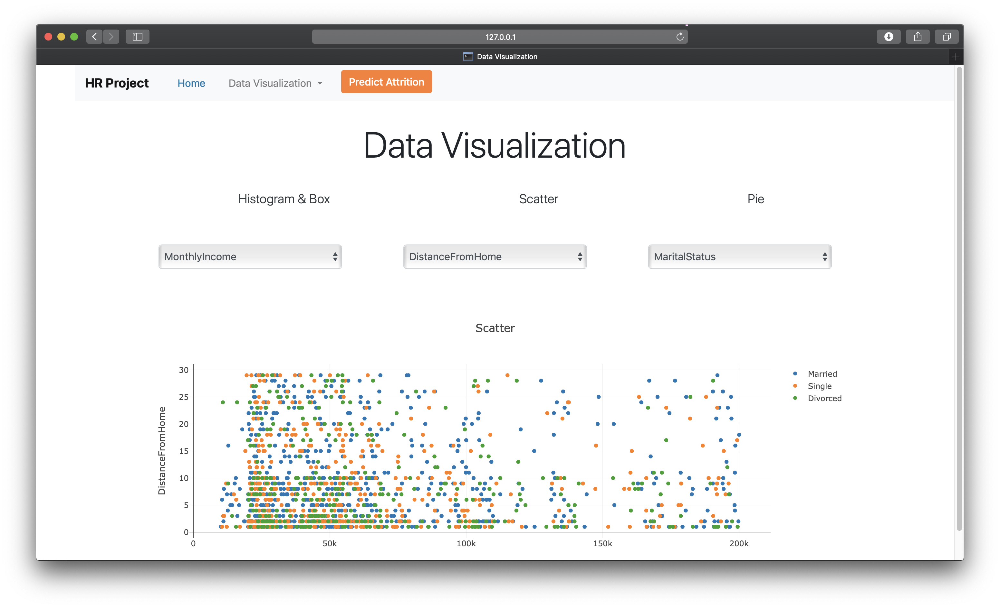 127.0.0.1
Data Visualization
HR Project Home Data Visualization Predict Attrition
Data Visualization
Histogram & Box Scatter Pie
MonthlyIncome DistanceFromHome MaritalStatus
Scatter
DistanceFromHome
30
25
20
15
10
5
0
0 50k 100k 150k 200k
Married
Single
Divorced